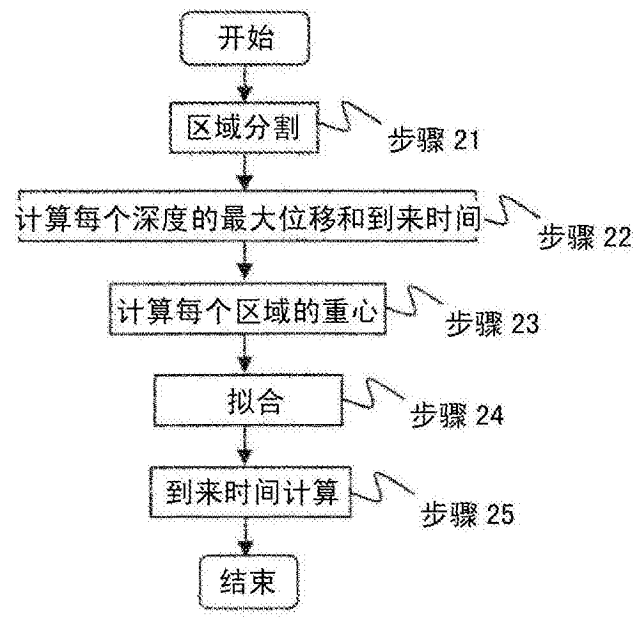 开始
区域分割
步骤 21
计算每个深度的最大位移和到来时间
步骤 22
计算每个区域的重心
步骤 23
拟合
步骤 24
到来时间计算
步骤 25
结束